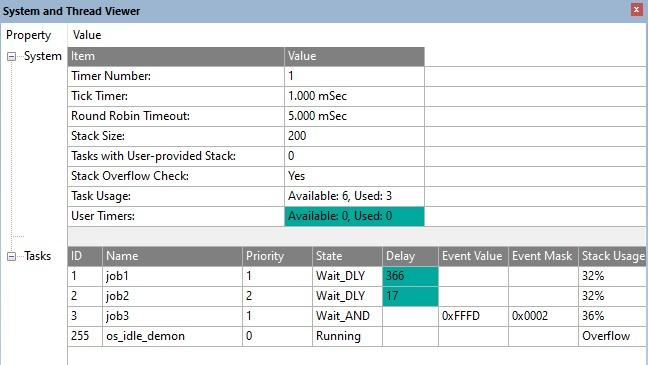 System and Thread Viewer
Property Value
System
Item Value
Timer Number: 1
Tick Timer: 1.000 mSec
Round Robin Timeout: 5.000 mSec
Stack Size: 200
Tasks with User-provided Stack: 0
Stack Overflow Check: Yes
Task Usage: Available: 6, Used: 3
User Timers: Available: 0, Used: 0
Tasks
ID Name Priority State Delay Event Value Event Mask Stack Usage
1 job1 1 Wait_DLY 366 32%
2 job2 2 Wait_DLY 17 32%
3 job3 1 Wait_AND 0xFFFD 0x0002 36%
255 os_idle_demon 0 Running Overflow